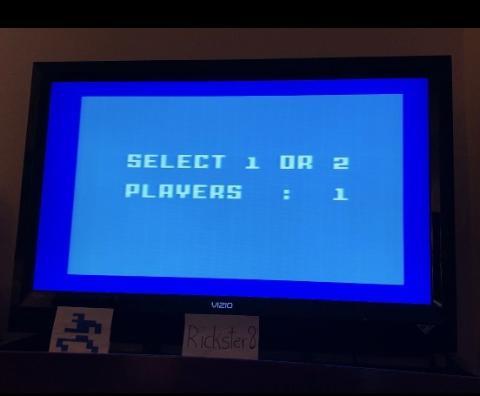 SELECT 1 OR 2
PLAYERS : 1
VIZIO
Rickster8